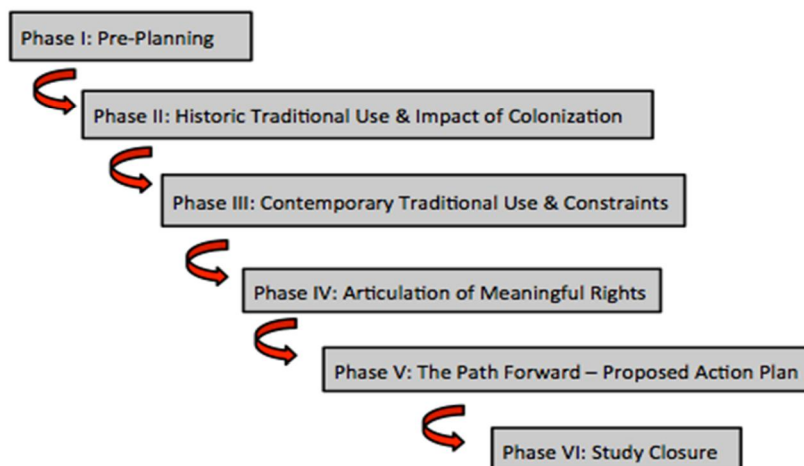 Phase I: Pre-Planning
Phase II: Historic Traditional Use & Impact of Colonization
Phase III: Contemporary Traditional Use & Constraints
Phase IV: Articulation of Meaningful Rights
Phase V: The Path Forward – Proposed Action Plan
Phase VI: Study Closure